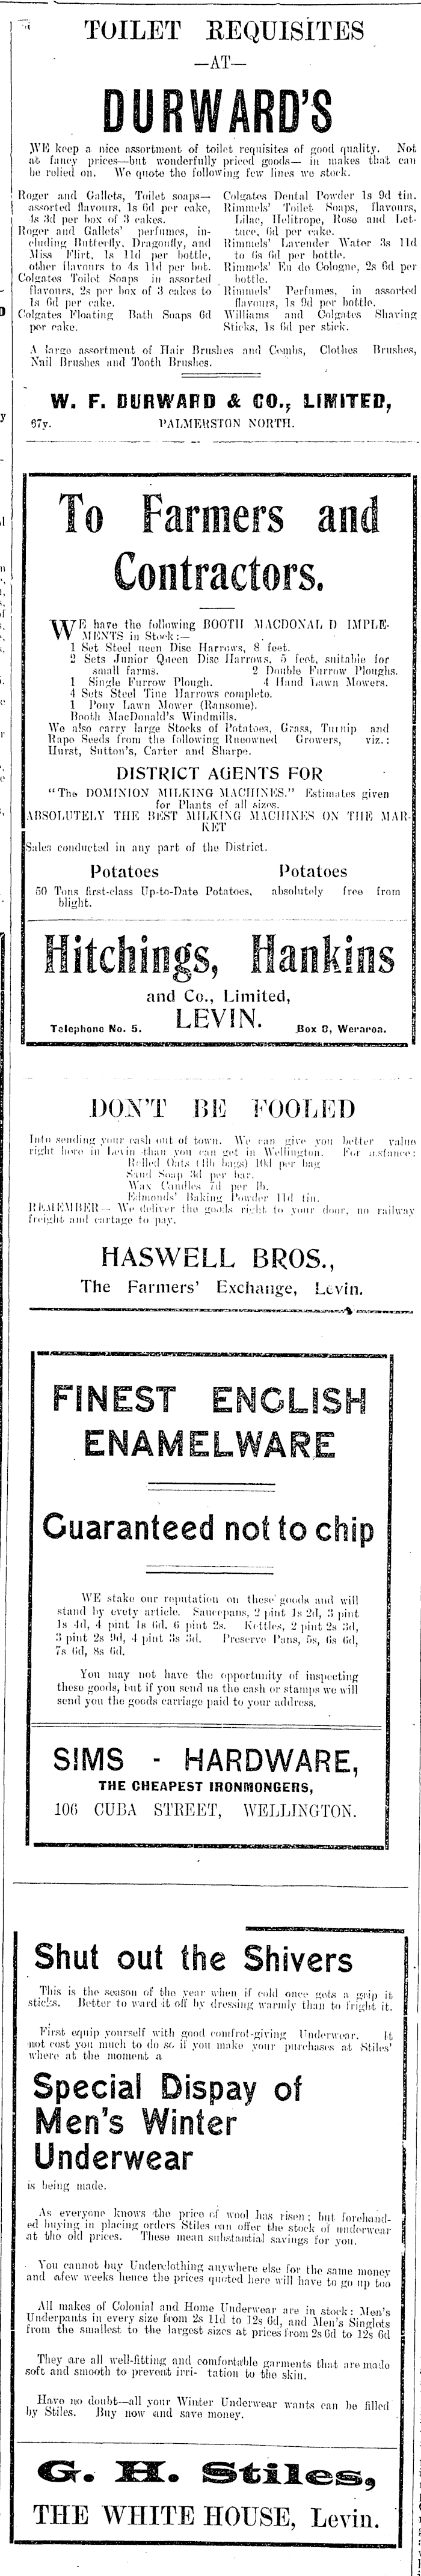 TOILET REQUISITES
—AT—
DURWARD'S
WE keep a nice assortment of toilet requisites of good quality. Not
at fancy prices—but wonderfully priced goods— in makes that can
be relied on. We quote the following few lines we stock.
Roger and Gallets, Toilet soaps—
assorted flavours, 1s 6d per cake,
4s 3d per box of 3 cakes.
Roger and Gallets' perfumes, in-
cluding Butterfly, Dragonfly, and
Miss Flirt, 1s 11d per bottle,
other flavours to 4s 11d per bot.
Colgates Toilet Soaps in assorted
flavours, 2s per box of 3 cakes to
1s 6d per cake.
Colgates Floating Bath Soaps 6d
per cake.
Colgates Dental Powder 1s 9d tin.
Rimmels' Toilet Soaps, flavours,
Lilac, Helitrope, Rose and Let-
tuce, 6d per cake.
Rimmels' Lavender Water 3s 11d
to 6s 6d per bottle.
Rimmels' Eu de Cologne, 2s 6d per
bottle.
Rimmels' Perfumes, in assorted
flavours, 1s 9d per bottle.
Williams and Colgates Shaving
Sticks, 1s 6d per stick.
A large assortment of Hair Brushes and Combs, Clothes Brushes,
Nail Brushes and Tooth Brushes.
W. F. DURWARD & CO., LIMITED,
67y. PALMERSTON NORTH.
To Farmers and
Contractors.
WE have the following BOOTH MACDONAL D IMPLE-
MENTS in Stock:—
1 Set Steel ueen Disc Harrows, 8 feet.
2 Sets Junior Queen Disc Harrows, 5 feet, suitable for
small farms. 2 Double Furrow Ploughs.
1 Single Furrow Plough. 4 Hand Lawn Mowers.
4 Sets Steel Tine Harrows complete.
1 Pony Lawn Mower (Ransome).
Booth MacDonald's Windmills.
We also carry large Stocks of Potatoes, Grass, Turnip and
Rape Seeds from the following Rneowned Growers, viz.:
Hurst, Sutton's, Carter and Sharpe.
DISTRICT AGENTS FOR
"The DOMINION MILKING MACHINES." Estimates given
for Plants of all sizes.
ABSOLUTELY THE BEST MILKING MACHINES ON THE MAR-
KET
Sales conducted in any part of the District.
Potatoes Potatoes
50 Tons first-class Up-to-Date Potatoes, absolutely free from
blight.
Hitchings, Hankins
and Co., Limited,
LEVIN.
Telephone No. 5. Box 8, Weraroa.
DON'T BE FOOLED
Into sending your cash out of town. We can give you better value
right here in Levin than you can get in Wellington. For instance:
Rolled Oats (4lb bags) 10d per bag
Sand Soap 3d per bar.
Wax Candles 7d per lb.
Edmonds' Baking Powder 11d tin.
REMEMBER— We deliver the goods right to your door, no railway
freight and cartage to pay.
HASWELL BROS.,
The Farmers' Exchange, Levin.
FINEST ENGLISH
ENAMELWARE
Guaranteed not to chip
WE stake our reputation on these goods and will
stand by evety article. Saucepans, 2 pint 1s 2d, 3 pint
1s 4d, 4 pint 1s 6d. 6 pint 2s. Kettles, 2 pint 2s 3d,
3 pint 2s 9d, 4 pint 3s 3d. Preserve Pans, 5s, 6s 6d,
7s 6d, 8s 6d.
You may not have the opportunity of inspecting
these goods, but if you send us the cash or stamps we will
send you the goods carriage paid to your address.
SIMS - HARDWARE,
THE CHEAPEST IRONMONGERS,
106 CUBA STREET, WELLINGTON.
Shut out the Shivers
This is the season of the year when if cold once gets a grip it
sticks. Better to ward it off by dressing warmly than to fright it.
First equip yourself with good comfrot-giving Underwear. It
not cost you much to do so if you make your purchases at Stiles'
where at the moment a
Special Dispay of
Men's Winter
Underwear
is being made.
As everyone knows the price of wool has risen; but forehand-
ed buying in placing orders Stiles can offer the stock of underwear
at the old prices. These mean substantial savings for you.
You cannot buy Underclothing anywhere else for the same money
and afew weeks hence the prices quoted here will have to go up too
All makes of Colonial and Home Underwear are in stock: Men's
Underpants in every size from 2s 11d to 12s 6d, and Men's Singlets
from the smallest to the largest sizes at prices from 2s 6d to 12s 6d
They are all well-fitting and comfortable garments that are made
soft and smooth to prevent irri- tation to the skin.
Have no doubt—all your Winter Underwear wants can be filled
by Stiles. Buy now and save money.
G. H. Stiles,
THE WHITE HOUSE, Levin.